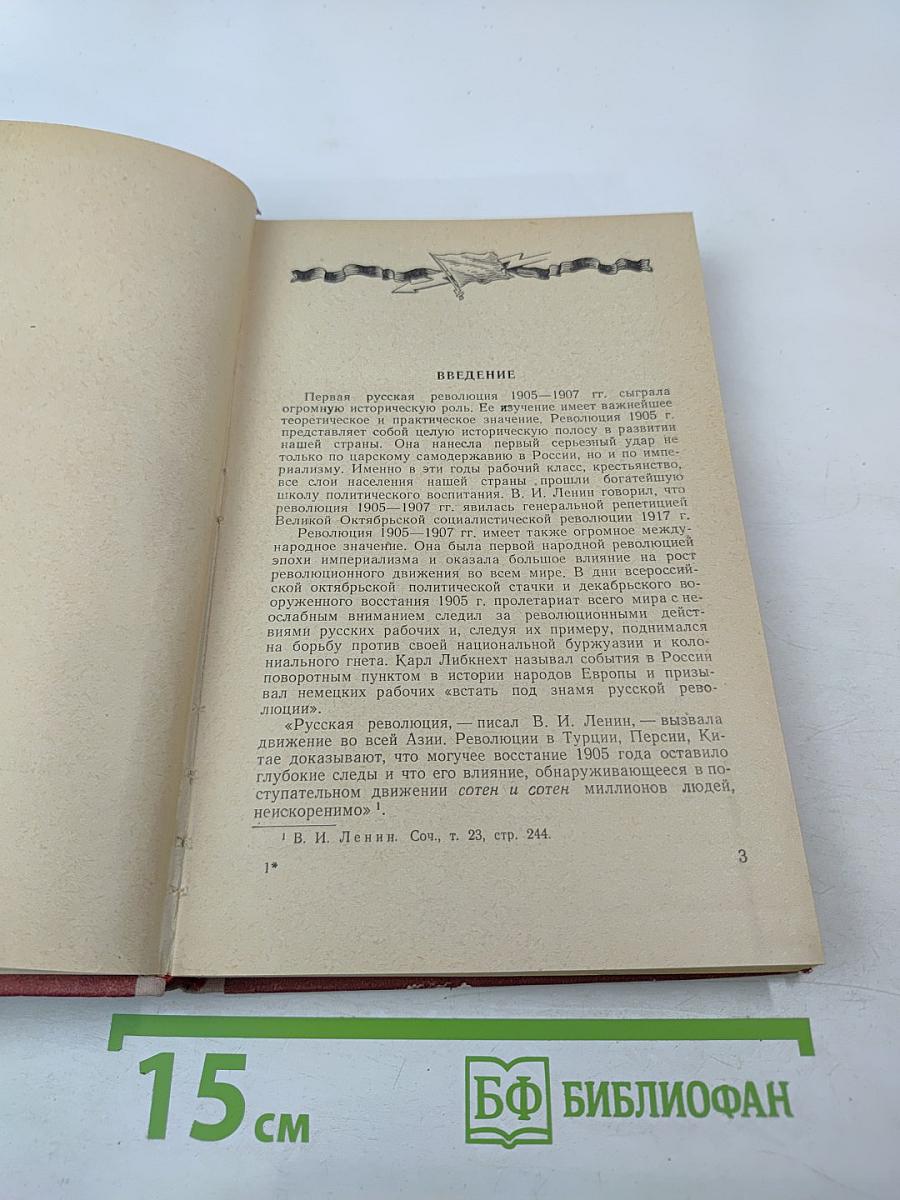 ВВЕДЕНИЕ
Первая русская революция 1905—1907 гг. сыграла
огромную историческую роль. Ее изучение имеет важнейшее
теоретическое и практическое значение. Революция 1905 г.
представляет собой целую историческую полосу в развитии
нашей страны. Она нанесла первый серьезный удар не
только по царскому самодержавию в России, но и по импе-
риализму. Именно в эти годы рабочий класс, крестьянство,
все слои населения нашей страны прошли богатейшую
школу политического воспитания. В. И. Ленин говорил, что
революция 1905—1907 гг. явилась генеральной репетицией
Великой Октябрьской социалистической революции 1917 г.
Революция 1905—1907 гг. имеет также огромное между-
народное значение. Она была первой народной революцией
эпохи империализма и оказала большое влияние на рост
революционного движения во всем мире. В дни всероссий-
ской октябрьской политической стачки и декабрьского во-
оруженного восстания 1905 г. пролетариат всего мира с не-
ослабным вниманием следил за революционными дейст-
виями русских рабочих и, следуя их примеру, поднимался
на борьбу против своей национальной буржуазии и коло-
ниального гнета. Карл Либкнехт называл события в России
поворотным пунктом в истории народов Европы и призы-
вал немецких рабочих «встать под знамя русской рево-
люции».
«Русская революция, — писал В. И. Ленин, — вызвала
движение во всей Азии. Революции в Турции, Персии, Ки-
тае доказывают, что могучее восстание 1905 года оставило
глубокие следы и что его влияние, обнаруживающееся в по-
ступательном движении сотен и сотен миллионов людей,
неискоренимо» ¹.
¹ В. И. Ленин. Соч., т. 23, стр. 244.
1* 3
15 см БФ БИБЛИОФАН